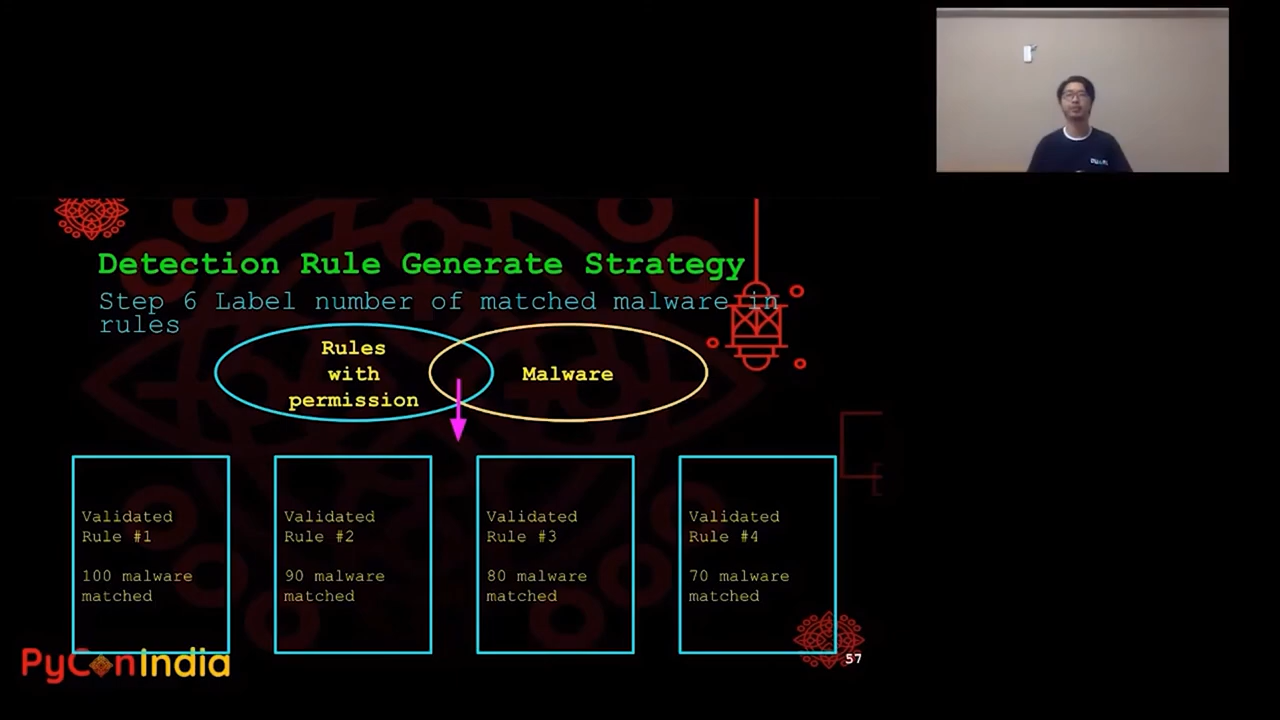 Detection Rule Generate Strategy
Step 6 Label number of matched malware in
rules
Rules
with
permission
Malware
Validated
Rule #1
100 malware
matched
Validated
Rule #2
90 malware
matched
Validated
Rule #3
80 malware
matched
Validated
Rule #4
70 malware
matched
PyConIndia
57